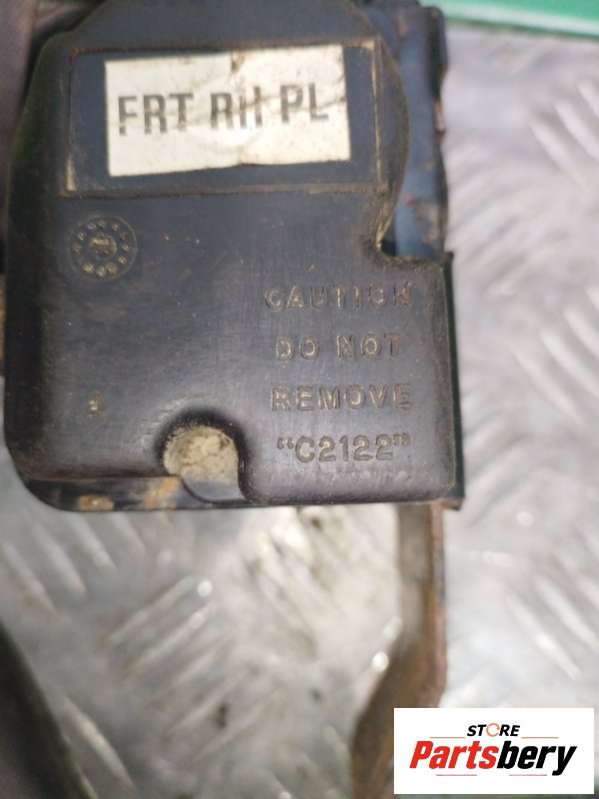 FRT RH PL
CAUTION
DO NOT
REMOVE
"C2122"
STORE
Partsbery